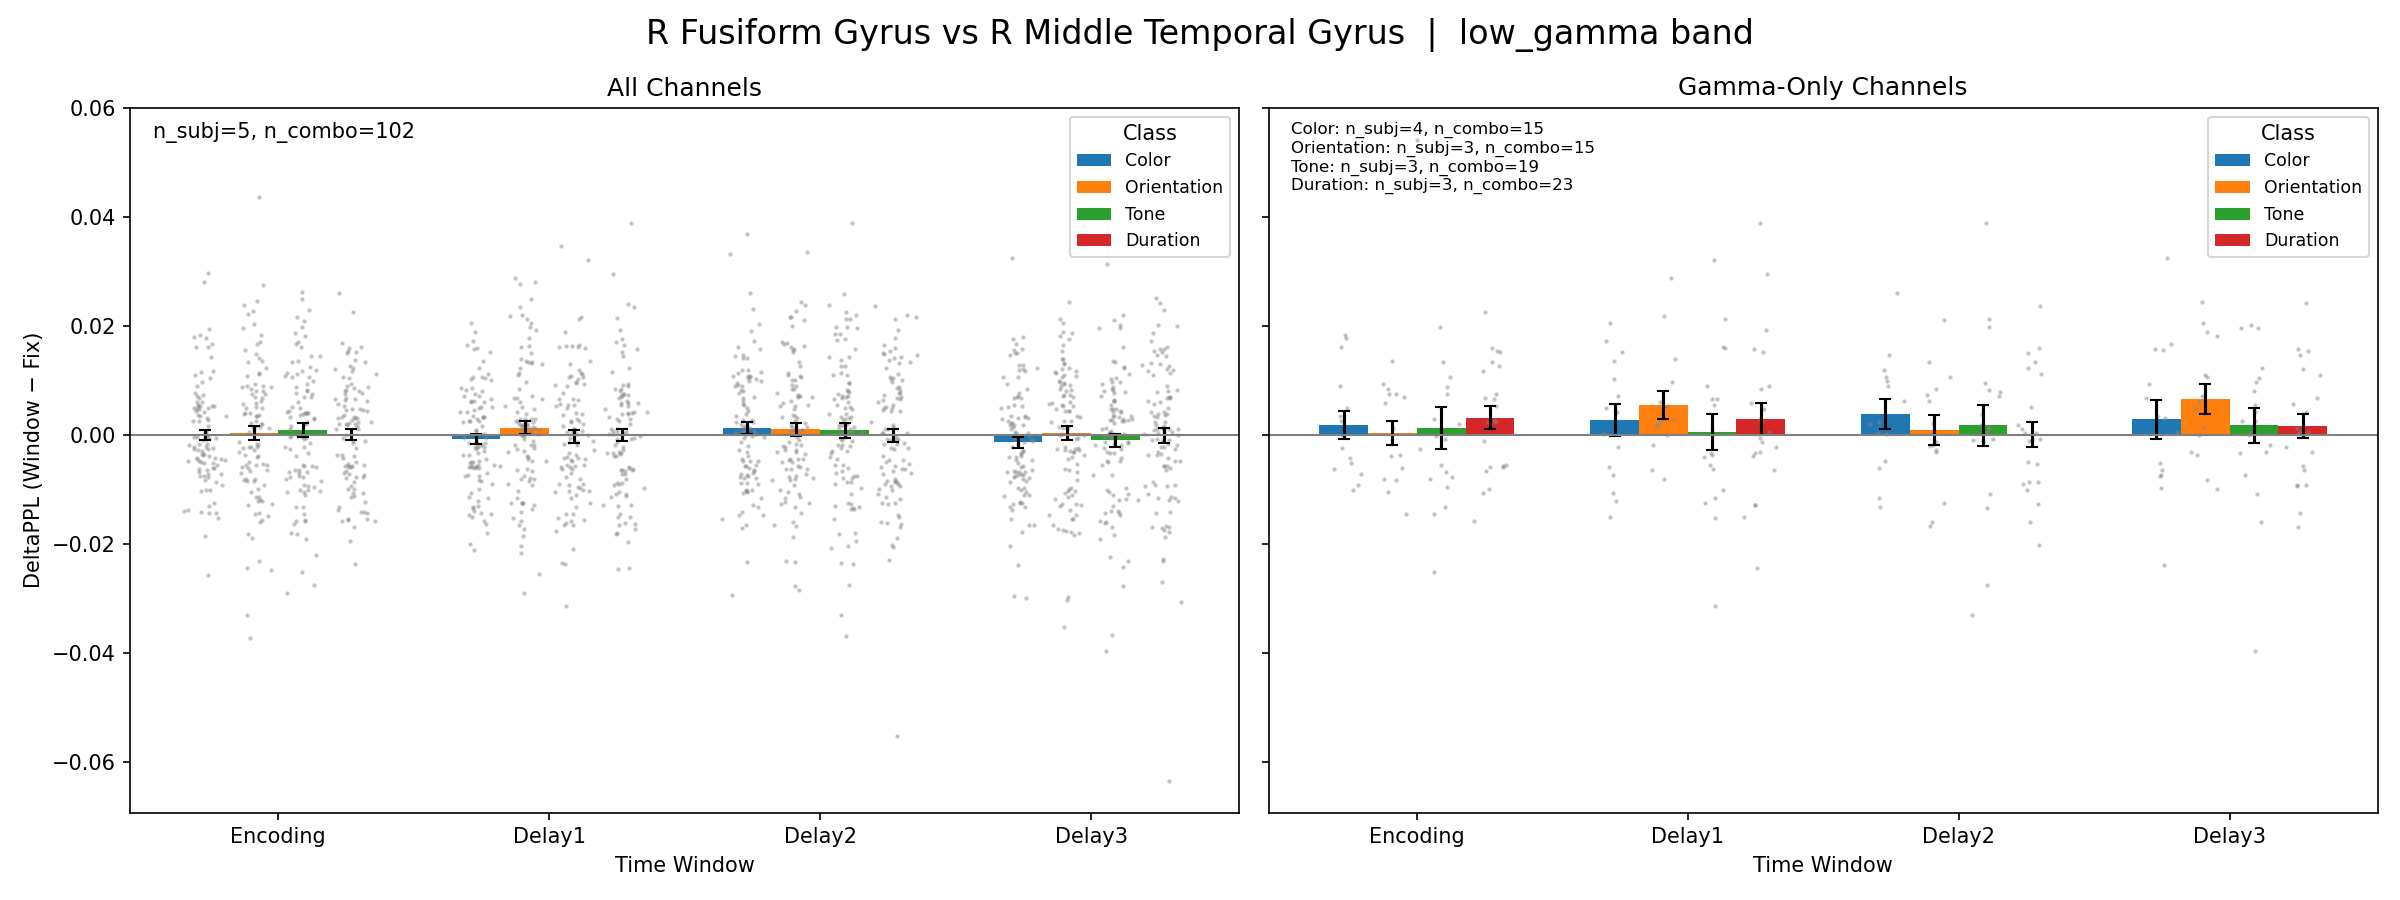 R Fusiform Gyrus vs R Middle Temporal Gyrus | low_gamma band
All Channels
n_subj=5, n_combo=102
Class
Color
Orientation
Tone
Duration
0.06
0.04
0.02
0.00
−0.02
−0.04
−0.06
DeltaPPL (Window − Fix)
Encoding
Delay1
Delay2
Delay3
Time Window
Gamma-Only Channels
Color: n_subj=4, n_combo=15
Orientation: n_subj=3, n_combo=15
Tone: n_subj=3, n_combo=19
Duration: n_subj=3, n_combo=23
Class
Color
Orientation
Tone
Duration
Encoding
Delay1
Delay2
Delay3
Time Window